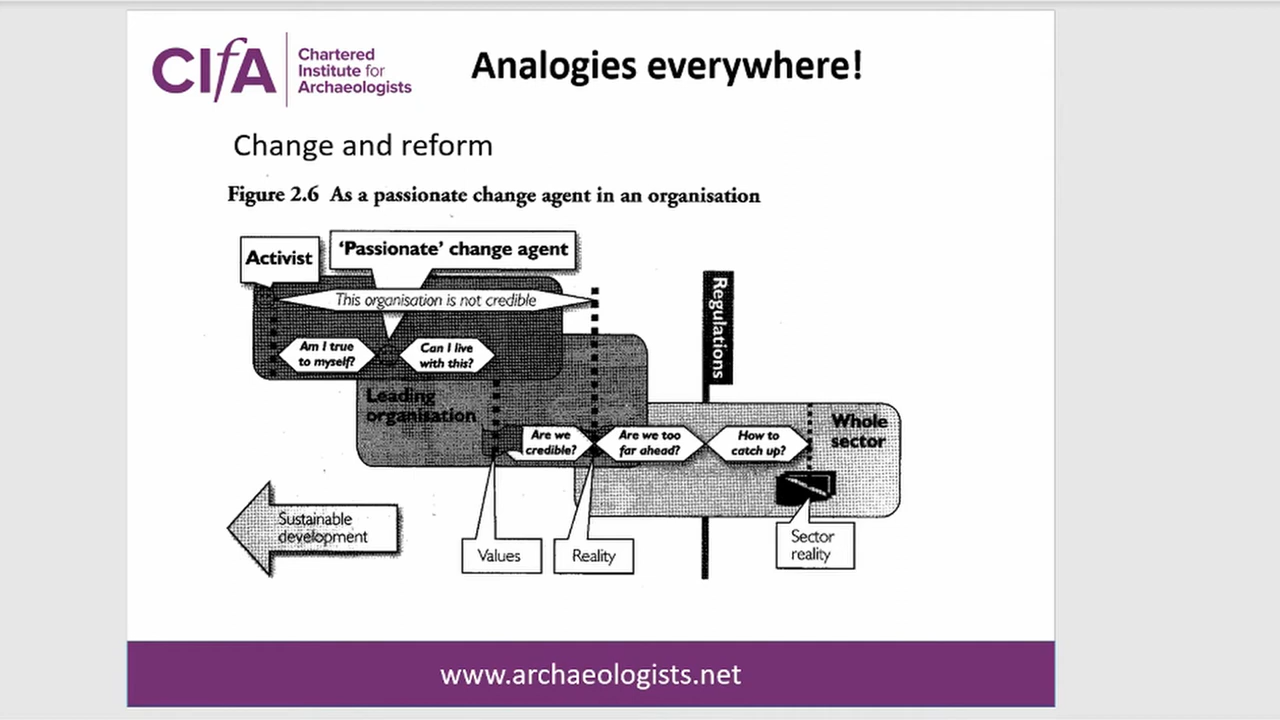 CIfA
Chartered
Institute for
Archaeologists
Analogies everywhere!
Change and reform
Figure 2.6 As a passionate change agent in an organisation
Activist
‘Passionate’ change agent
This organisation is not credible
Regulations
Am I true
to myself?
Can I live
with this?
Leading
organisation
Are we
credible?
Are we too
far ahead?
How to
catch up?
Whole
sector
Sustainable
development
Values
Reality
Sector
reality
www.archaeologists.net